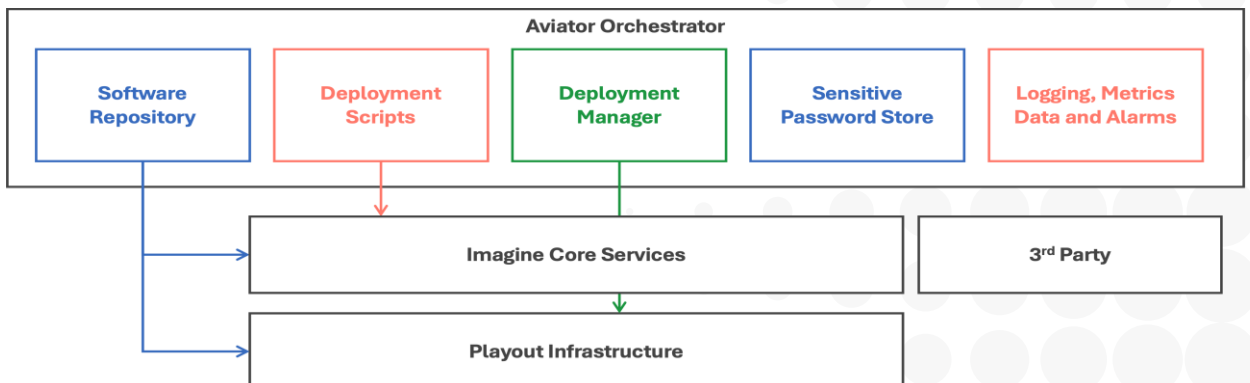 Aviator Orchestrator
Software
Repository
Deployment
Scripts
Deployment
Manager
Sensitive
Password Store
Logging, Metrics
Data and Alarms
Imagine Core Services
3rd Party
Playout Infrastructure